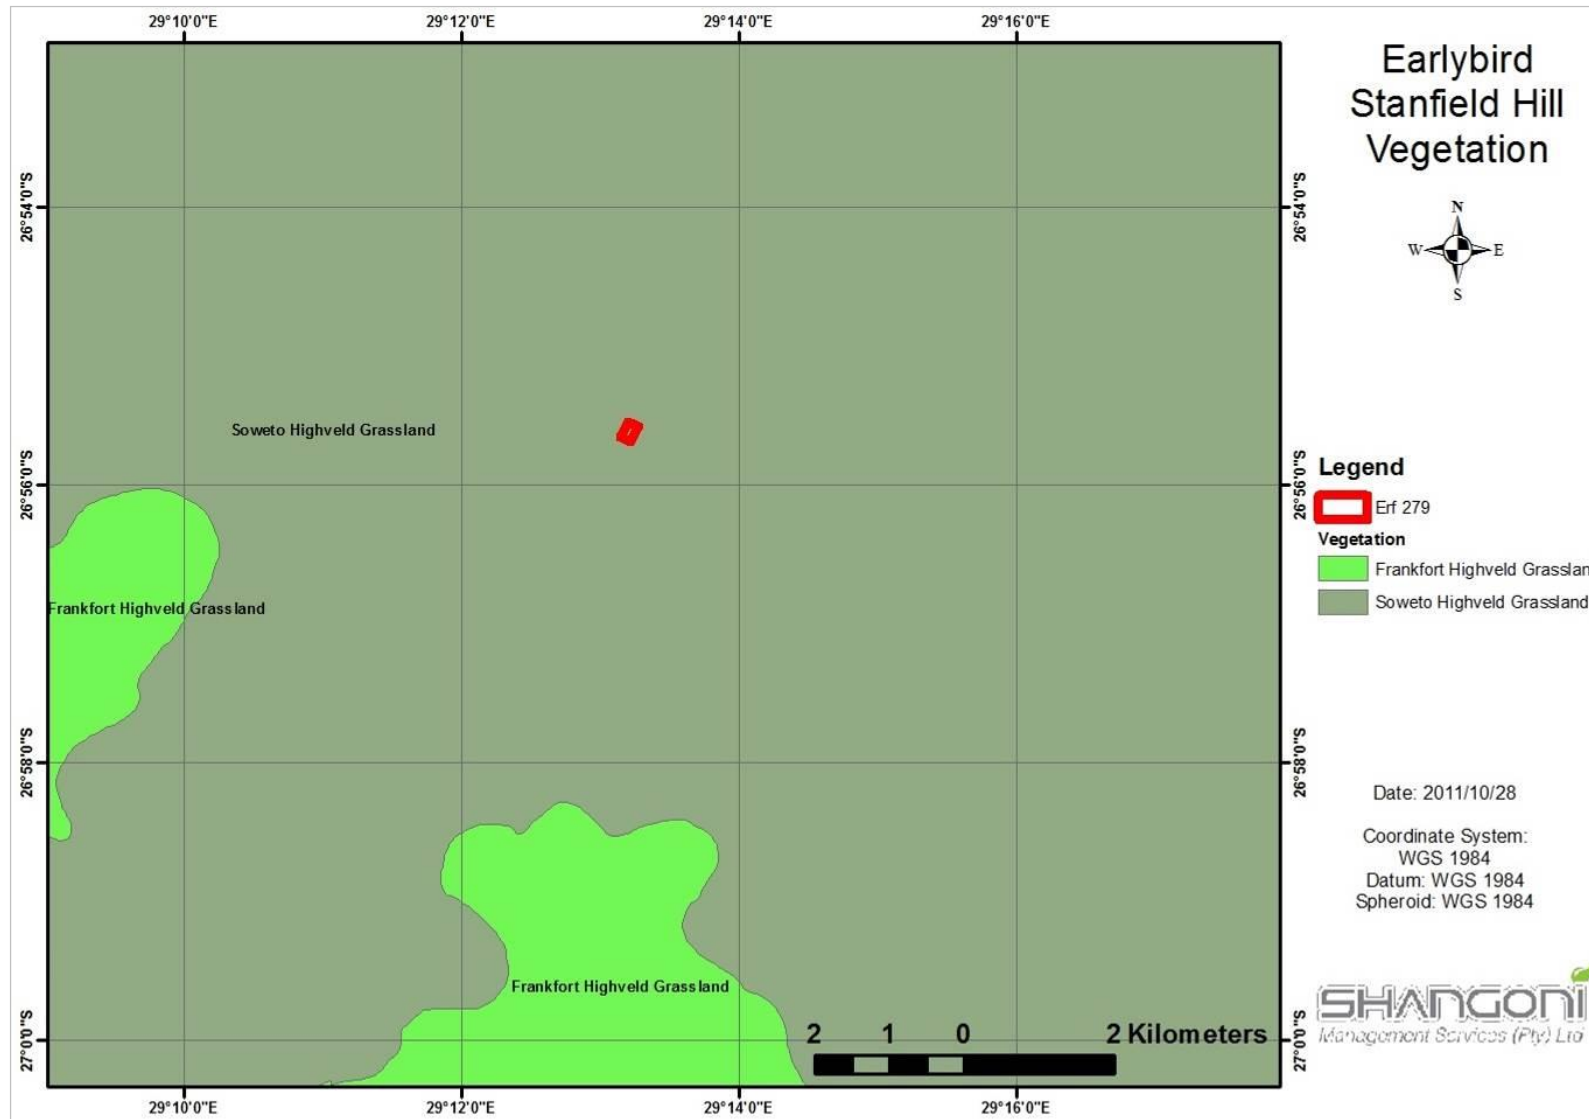 29°10'0"E
29°12'0"E
29°14'0"E
29°16'0"E
Earlybird
Stanfield Hill
Vegetation
N
W
E
S
26°54'0"S
26°54'0"S
Soweto Highveld Grassland
26°56'0"S
26°56'0"S
Legend
Erf 279
Vegetation
Frankfort Highveld Grasslan
Soweto Highveld Grassland
Frankfort Highveld Grassland
26°58'0"S
26°58'0"S
Date: 2011/10/28
Coordinate System:
WGS 1984
Datum: WGS 1984
Spheroid: WGS 1984
Frankfort Highveld Grassland
SHANGONI
Management Services (Pty) Ltd
2 1 0 2 Kilometers
27°0'0"S
27°0'0"S
29°10'0"E
29°12'0"E
29°14'0"E
29°16'0"E